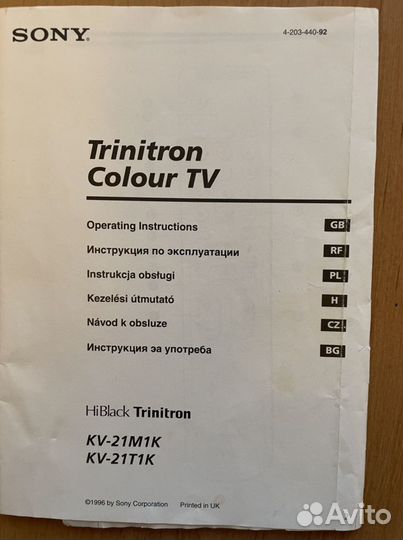 SONY®
4-203-440-92
Trinitron
Colour TV
Operating Instructions GB
Инструкция по эксплуатации RF
Instrukcja obsługi PL
Kezelési útmutató H
Návod k obsluze CZ
Инструкция за употреба BG
HiBlack Trinitron
KV-21M1K
KV-21T1K
©1996 by Sony Corporation Printed in UK
Avito